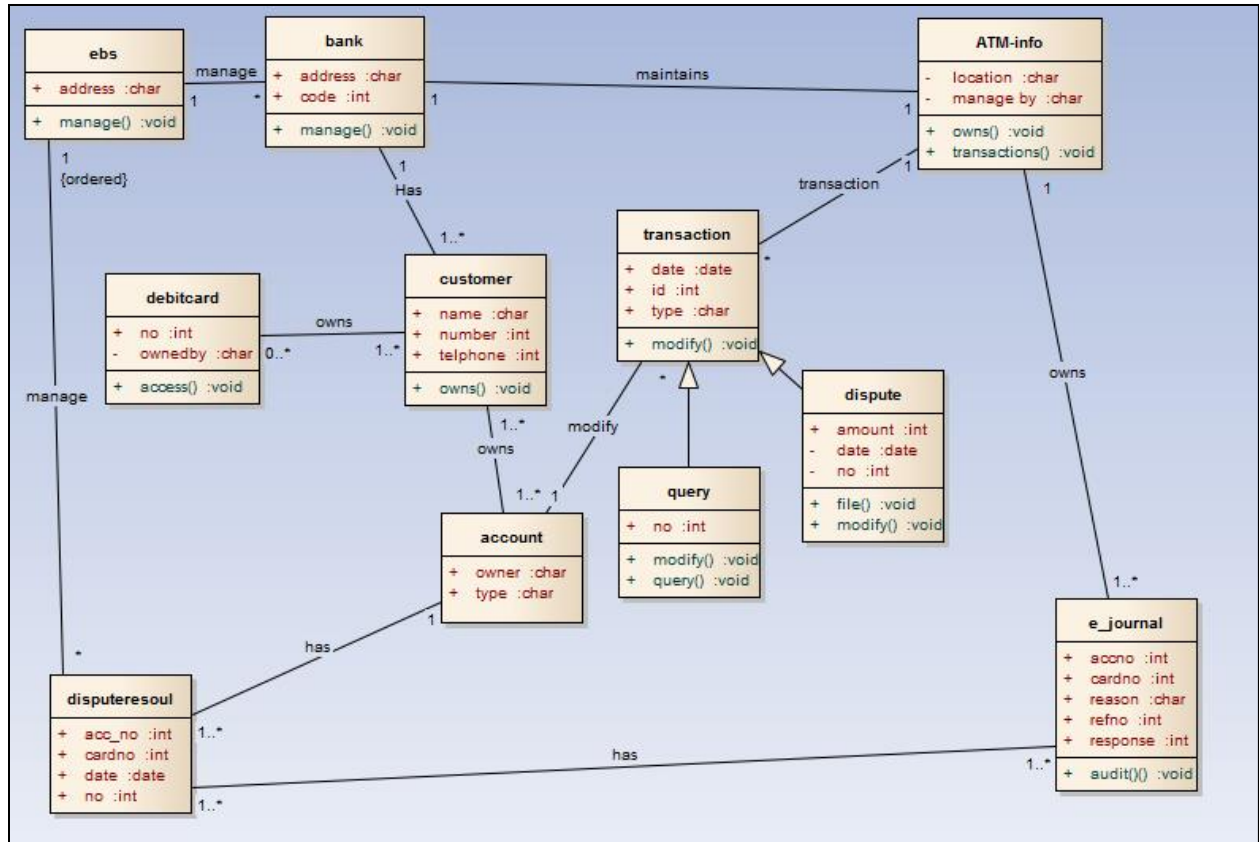 ebs
+ address :char
+ manage() :void
manage
1
*
bank
+ address :char
+ code :int
+ manage() :void
1
maintains
1
ATM-info
- location :char
- manage by :char
+ owns() :void
+ transactions() :void
1
{ordered}
1
Has
1..*
transaction
1
*
1
transaction
+ date :date
+ id :int
+ type :char
+ modify() :void
*
debitcard
+ no :int
- ownedby :char
+ access() :void
owns
0..*
1..*
customer
+ name :char
+ number :int
+ telphone :int
+ owns() :void
1..*
owns
1..*
modify
1
dispute
+ amount :int
- date :date
- no :int
+ file() :void
+ modify() :void
owns
manage
query
+ no :int
+ modify() :void
+ query() :void
account
+ owner :char
+ type :char
1
has
1..*
1..*
e_journal
+ accno :int
+ cardno :int
+ reason :char
+ refno :int
+ response :int
+ audit()() :void
*
disputeresoul
+ acc_no :int
+ cardno :int
+ date :date
+ no :int
1..*
has
1..*